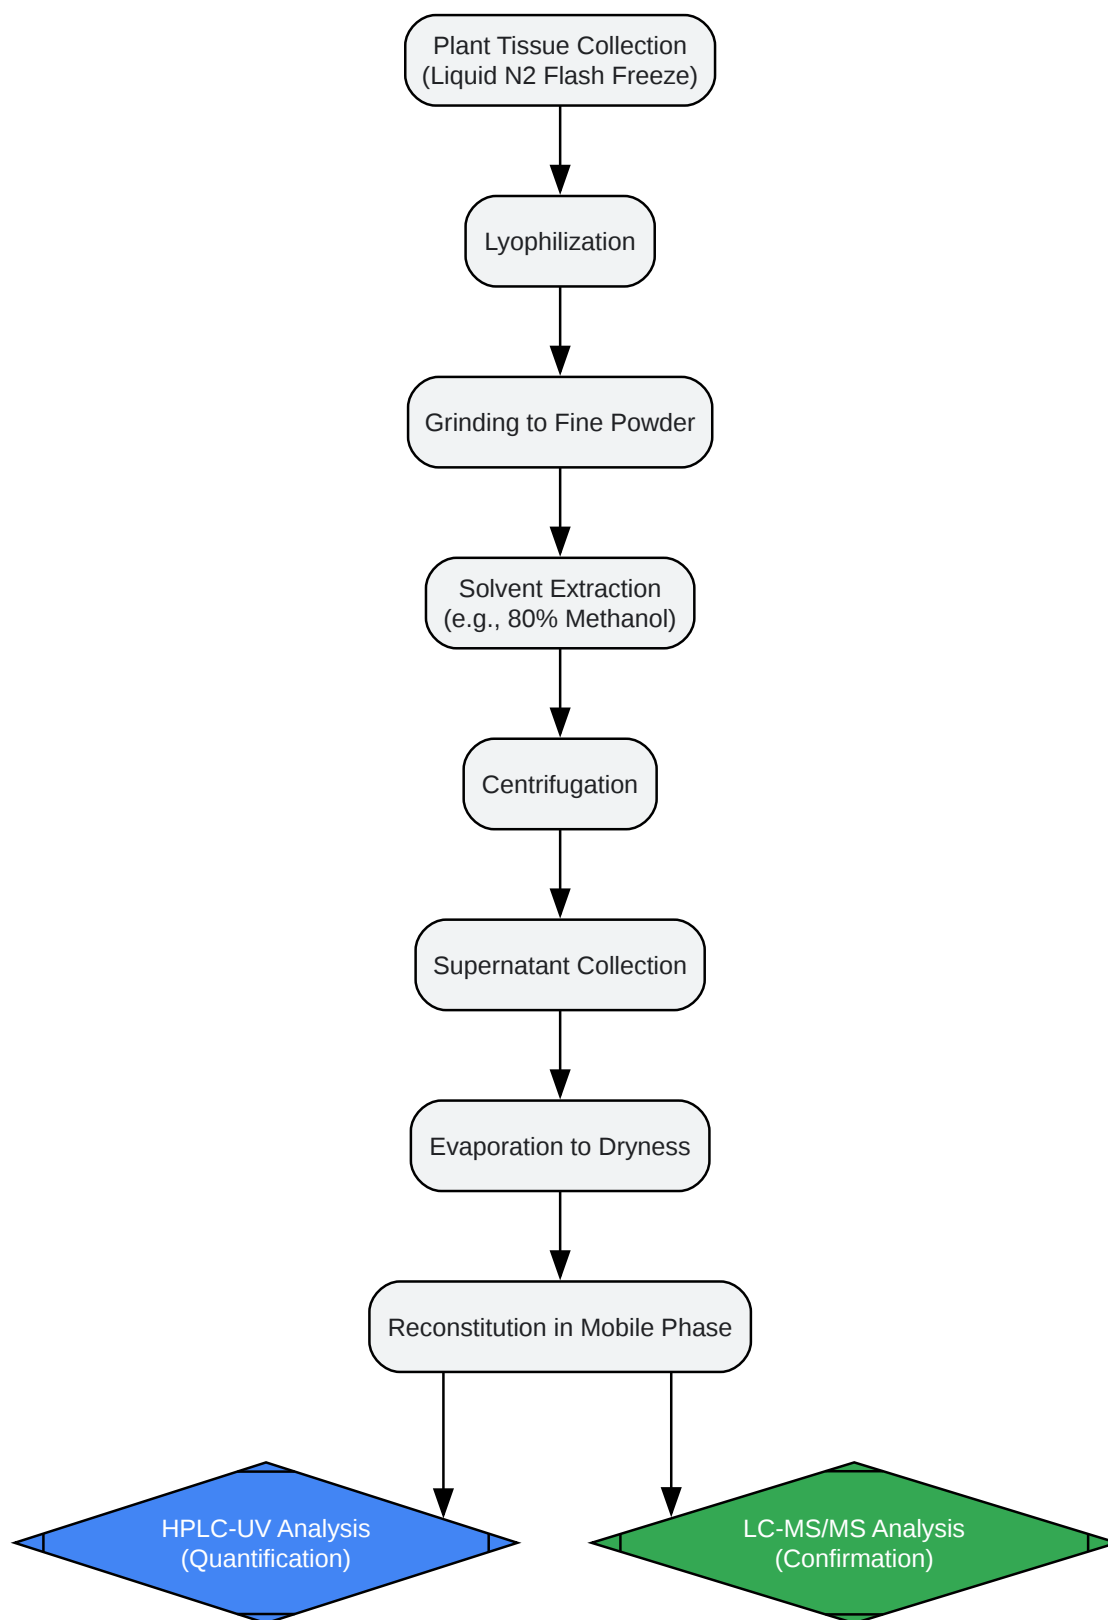 Plant Tissue Collection
(Liquid N2 Flash Freeze)
Lyophilization
Grinding to Fine Powder
Solvent Extraction
(e.g., 80% Methanol)
Centrifugation
Supernatant Collection
Evaporation to Dryness
Reconstitution in Mobile Phase
HPLC-UV Analysis
(Quantification)
LC-MS/MS Analysis
(Confirmation)